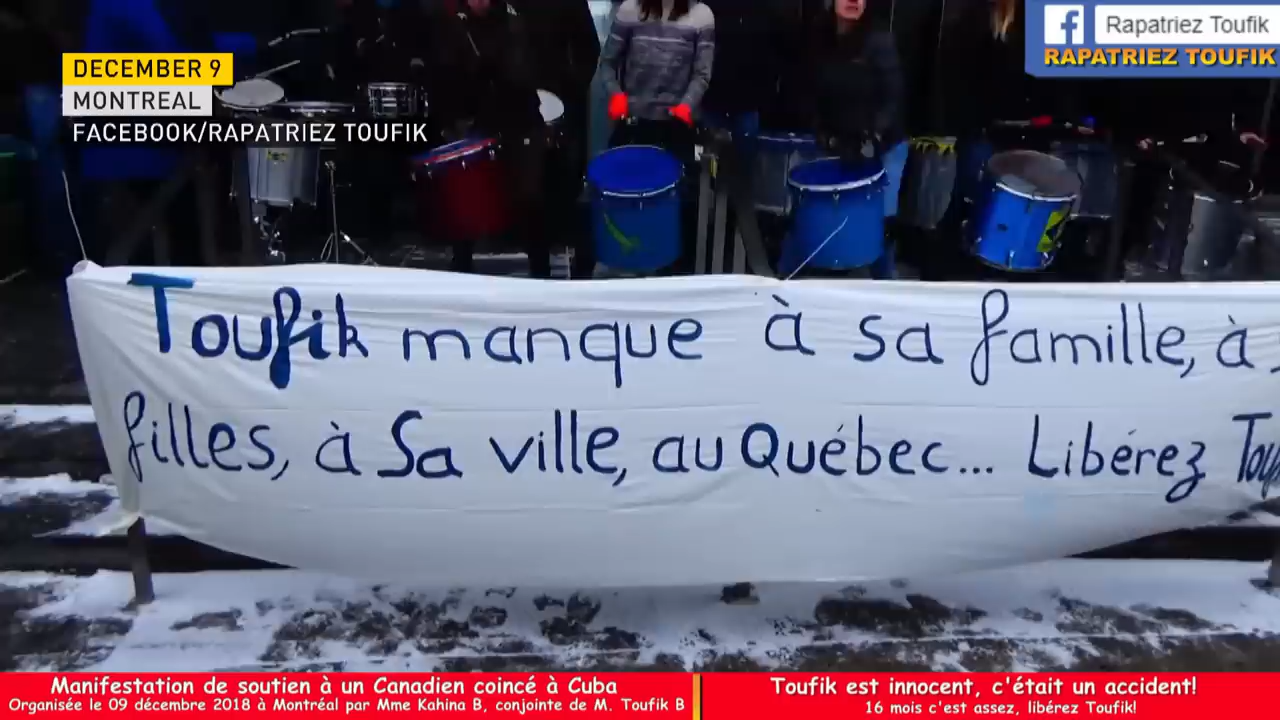 DECEMBER 9
MONTREAL
FACEBOOK/RAPATRIEZ TOUFIK
f Rapatriez Toufik
RAPATRIEZ TOUFIK
Toufik manque à sa famille, à
filles, à Sa ville, au Québec... Libérez
Manifestation de soutien à un Canadien coincé à Cuba
Organisée le 09 décembre 2018 à Montréal par Mme Kahina B, conjointe de M. Toufik B
Toufik est innocent, c'était un accident!
16 mois c'est assez, libérez Toufik!